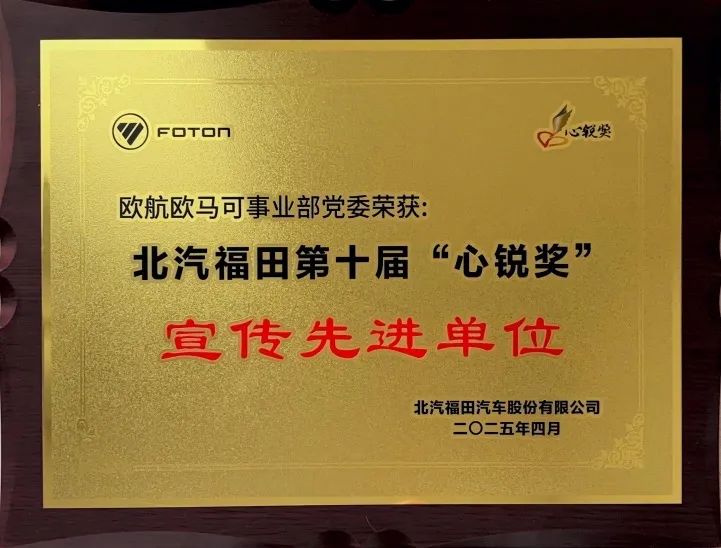 FOTON
心锐奖
欧航欧马可事业部党委荣获:
北汽福田第十届“心锐奖”
宣传先进单位
北汽福田汽车股份有限公司
二〇二五年四月